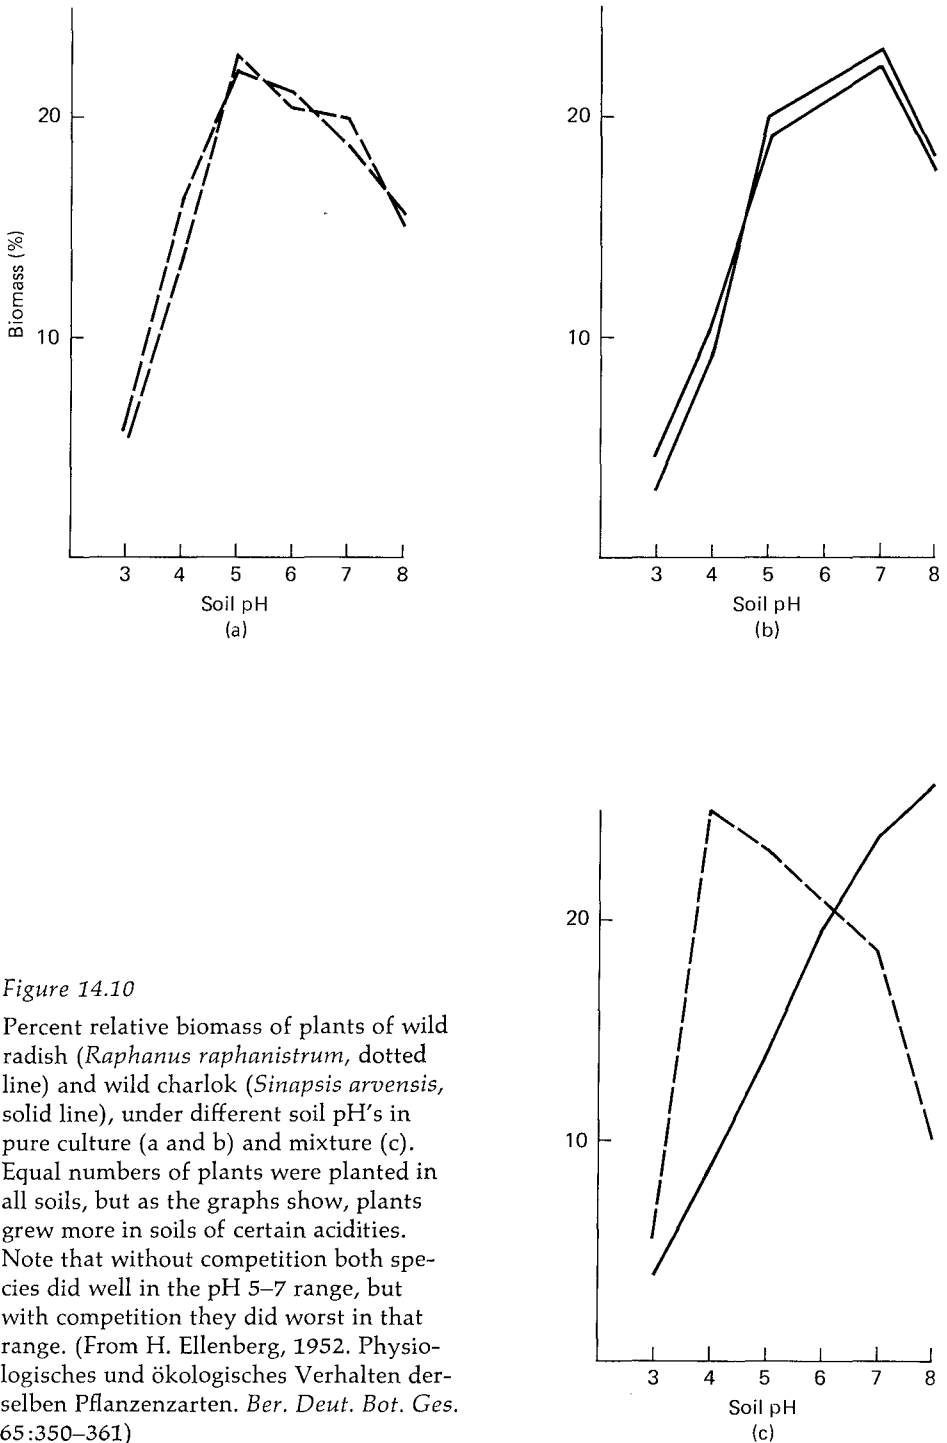 20
10
Biomass (%)
3 4 5 6 7 8
Soil pH
(a)
20
10
3 4 5 6 7 8
Soil pH
(b)
20
10
3 4 5 6 7 8
Soil pH
(c)
Figure 14.10
Percent relative biomass of plants of wild
radish (Raphanus raphanistrum, dotted
line) and wild charlok (Sinapsis arvensis,
solid line), under different soil pH's in
pure culture (a and b) and mixture (c).
Equal numbers of plants were planted in
all soils, but as the graphs show, plants
grew more in soils of certain acidities.
Note that without competition both spe-
cies did well in the pH 5–7 range, but
with competition they did worst in that
range. (From H. Ellenberg, 1952. Physio-
logisches und ökologisches Verhalten der-
selben Pflanzenzarten. Ber. Deut. Bot. Ges.
65:350–361)